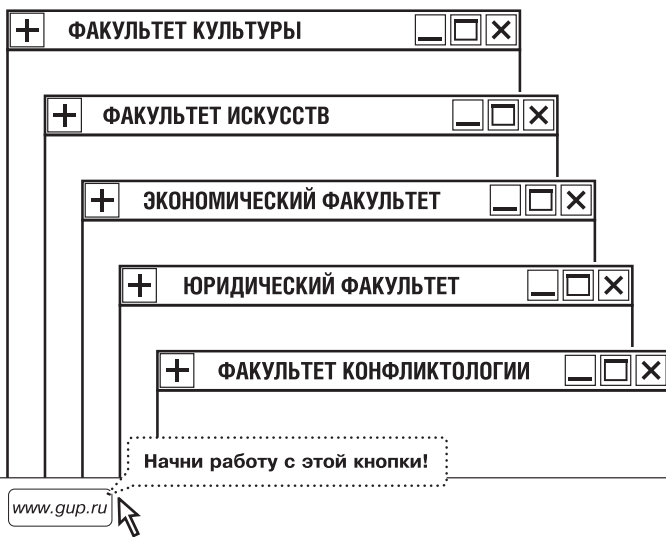 ФАКУЛЬТЕТ КУЛЬТУРЫ
ФАКУЛЬТЕТ ИСКУССТВ
ЭКОНОМИЧЕСКИЙ ФАКУЛЬТЕТ
ЮРИДИЧЕСКИЙ ФАКУЛЬТЕТ
ФАКУЛЬТЕТ КОНФЛИКТОЛОГИИ
Начни работу с этой кнопки!
www.gup.ru